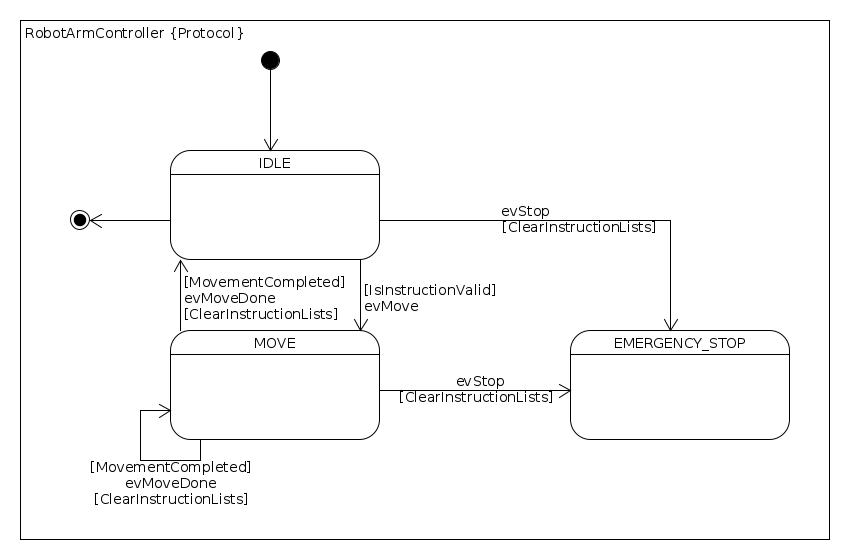 RobotArmController {Protocol}
IDLE
evStop
[ClearInstructionLists]
[MovementCompleted]
evMoveDone
[ClearInstructionLists]
[IsInstructionValid]
evMove
MOVE
EMERGENCY_STOP
evStop
[ClearInstructionLists]
[MovementCompleted]
evMoveDone
[ClearInstructionLists]